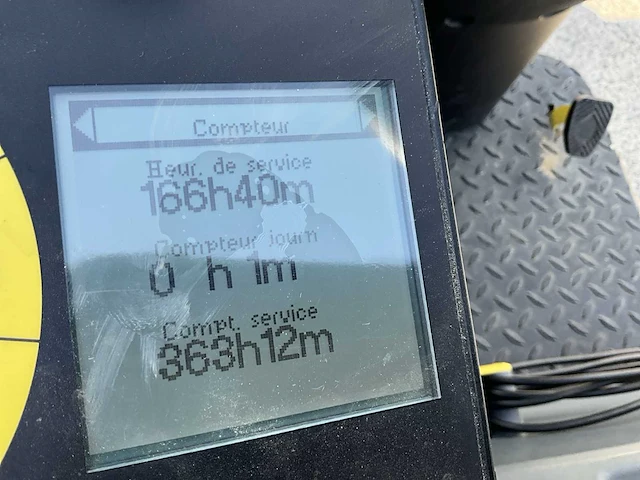 Compteur
Heur. de service
166h40m
Compteur journ
0 h 1m
Compt. service
363h12m